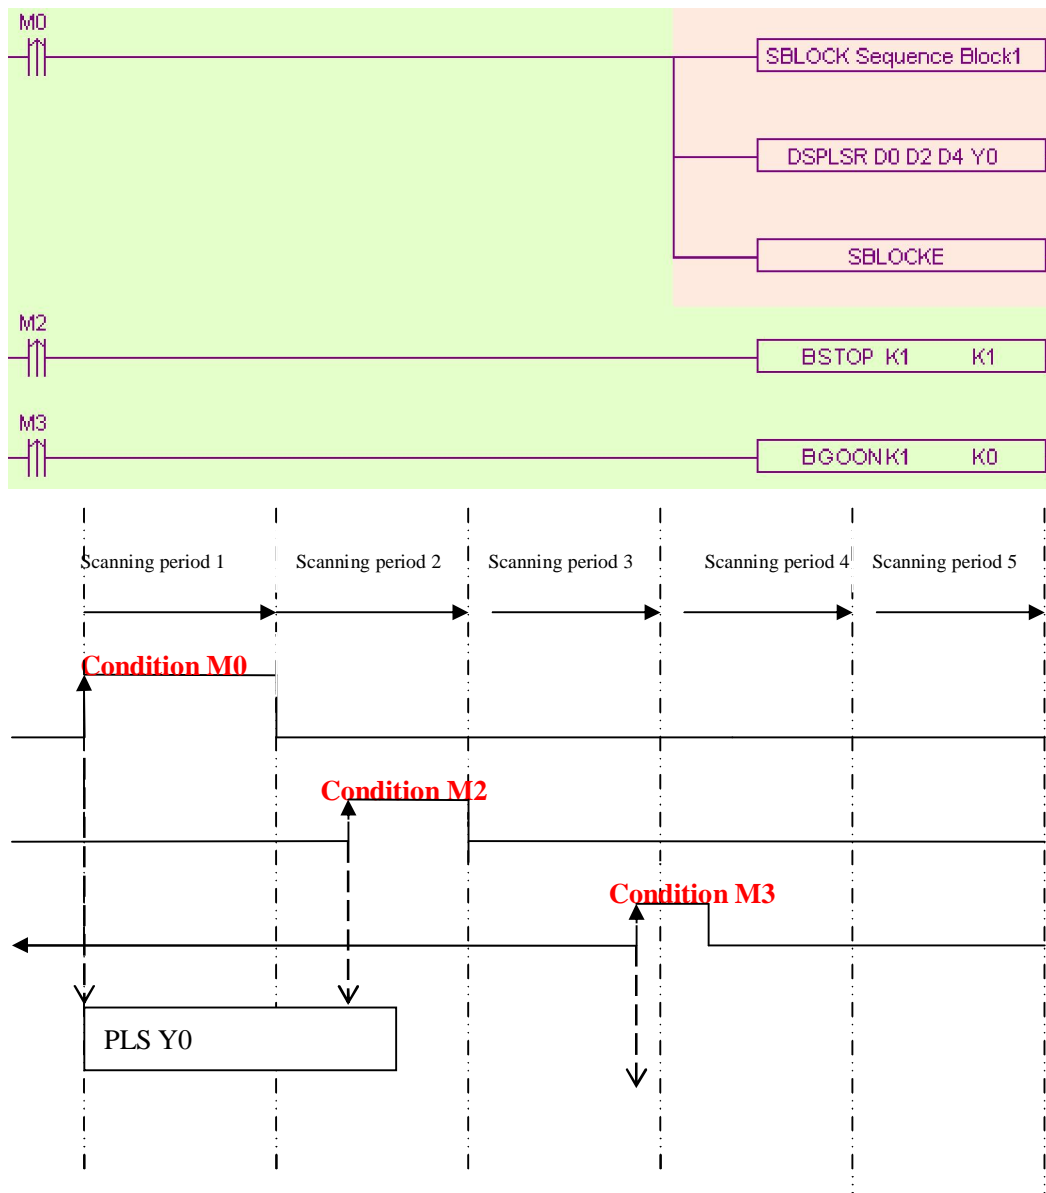 M0
SBLOCK Sequence Block1
DSPLSR D0 D2 D4 Y0
SBLOCKE
M2
BSTOP K1 K1
M3
BGOONK1 K0
Scanning period 1 Scanning period 2 Scanning period 3 Scanning period 4 Scanning period 5
Condition M0
Condition M2
Condition M3
PLS Y0